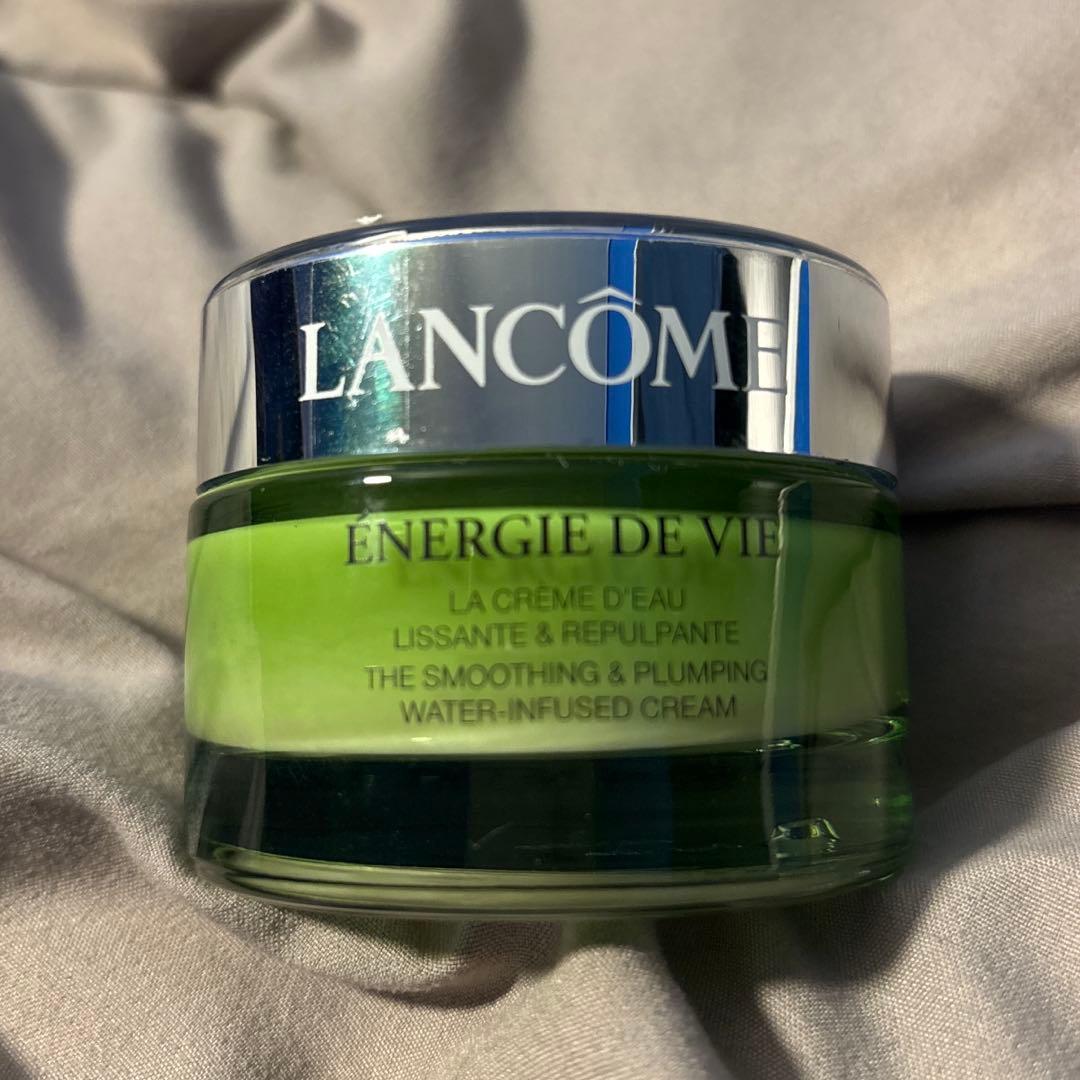 LANCÔME
ÉNERGIE DE VIE
LA CRÈME D'EAU
LISSANTE & REPULPANTE
THE SMOOTHING & PLUMPING
WATER-INFUSED CREAM